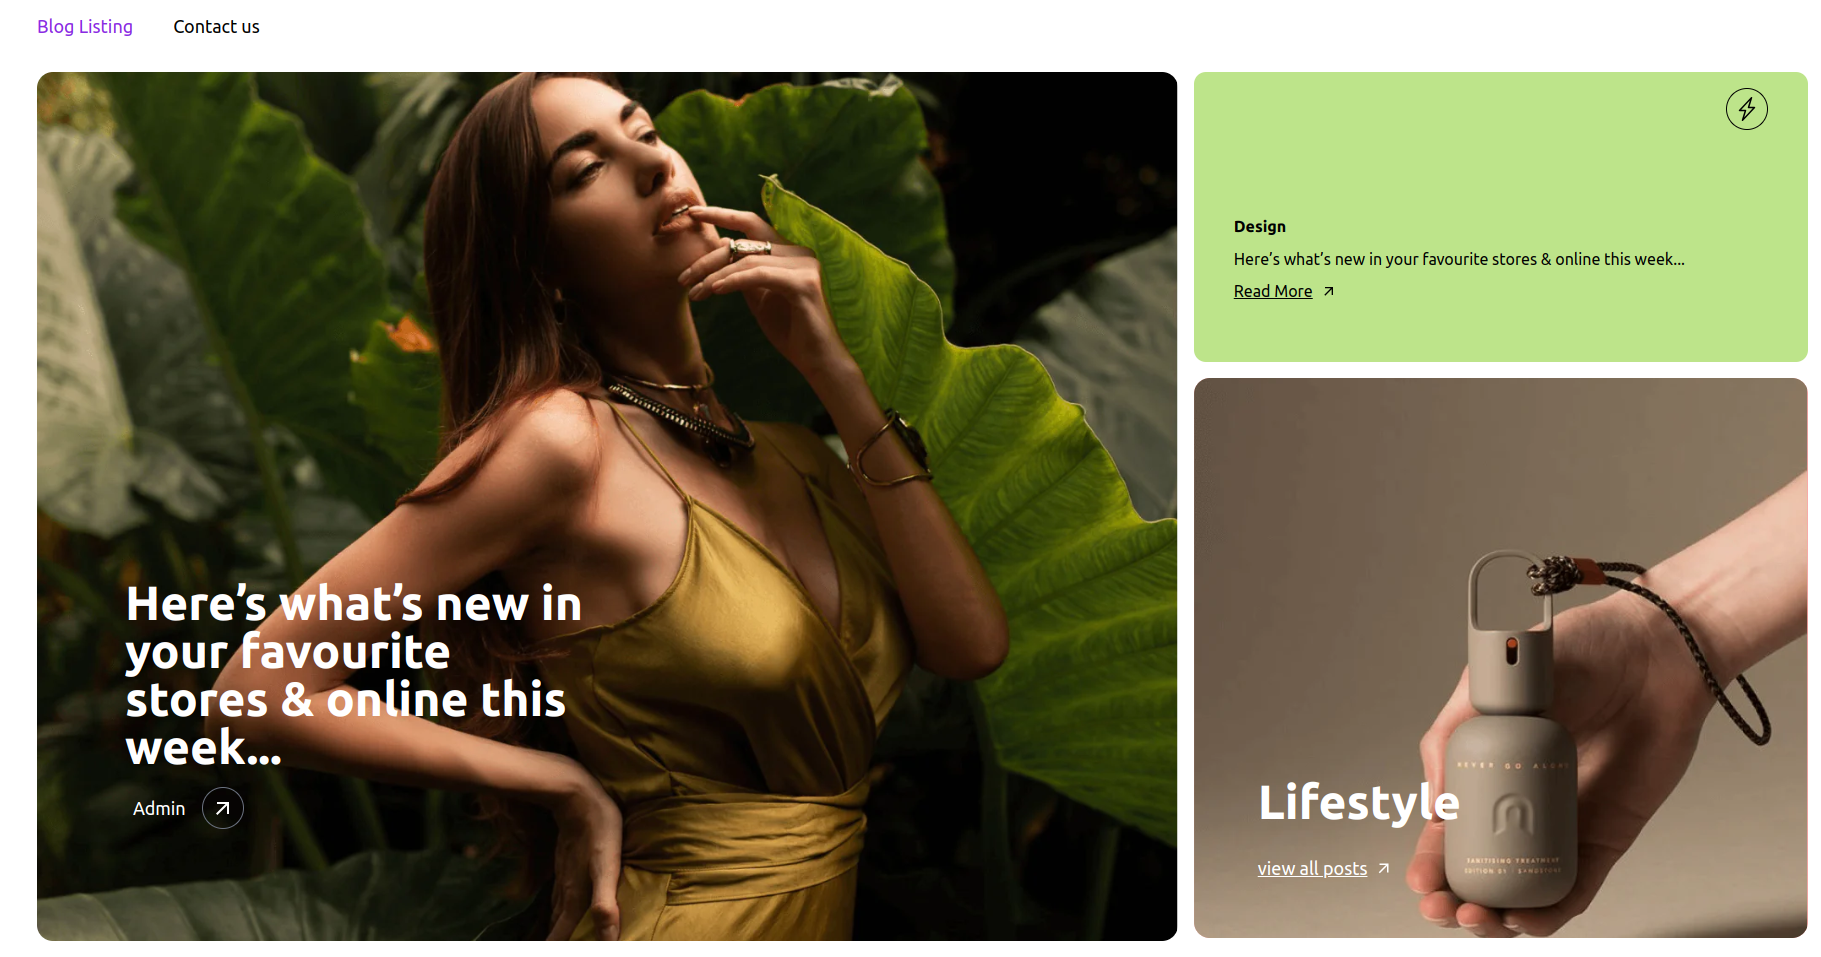 Blog Listing
Contact us
Here’s what’s new in
your favourite
stores & online this
week...
Admin
Design
Here’s what’s new in your favourite stores & online this week...
Read More
Lifestyle
view all posts
NEVER GO ALONE
SANITISING TREATMENT
EDITION 01 SANDSTONE